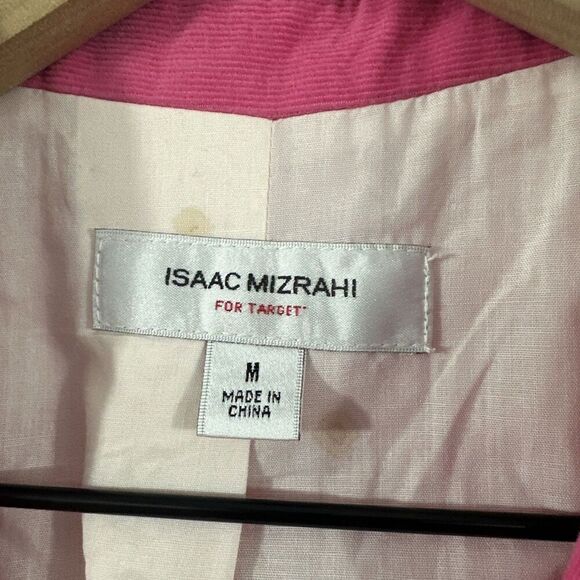 ISAAC MIZRAHI
FOR TARGET
M
MADE IN
CHINA